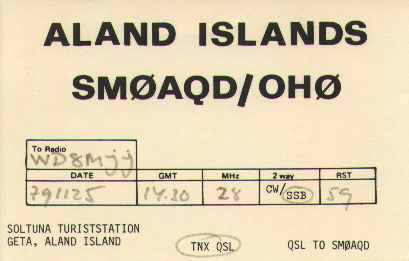 ALAND ISLANDS
SMØAQD/OHØ
To Radio
WD8Mjj
DATE GMT MHz 2 way RST
791125 14.30 28 CW/SSB 59
SOLTUNA TURISTSTATION
GETA, ALAND ISLAND TNX QSL QSL TO SMØAQD